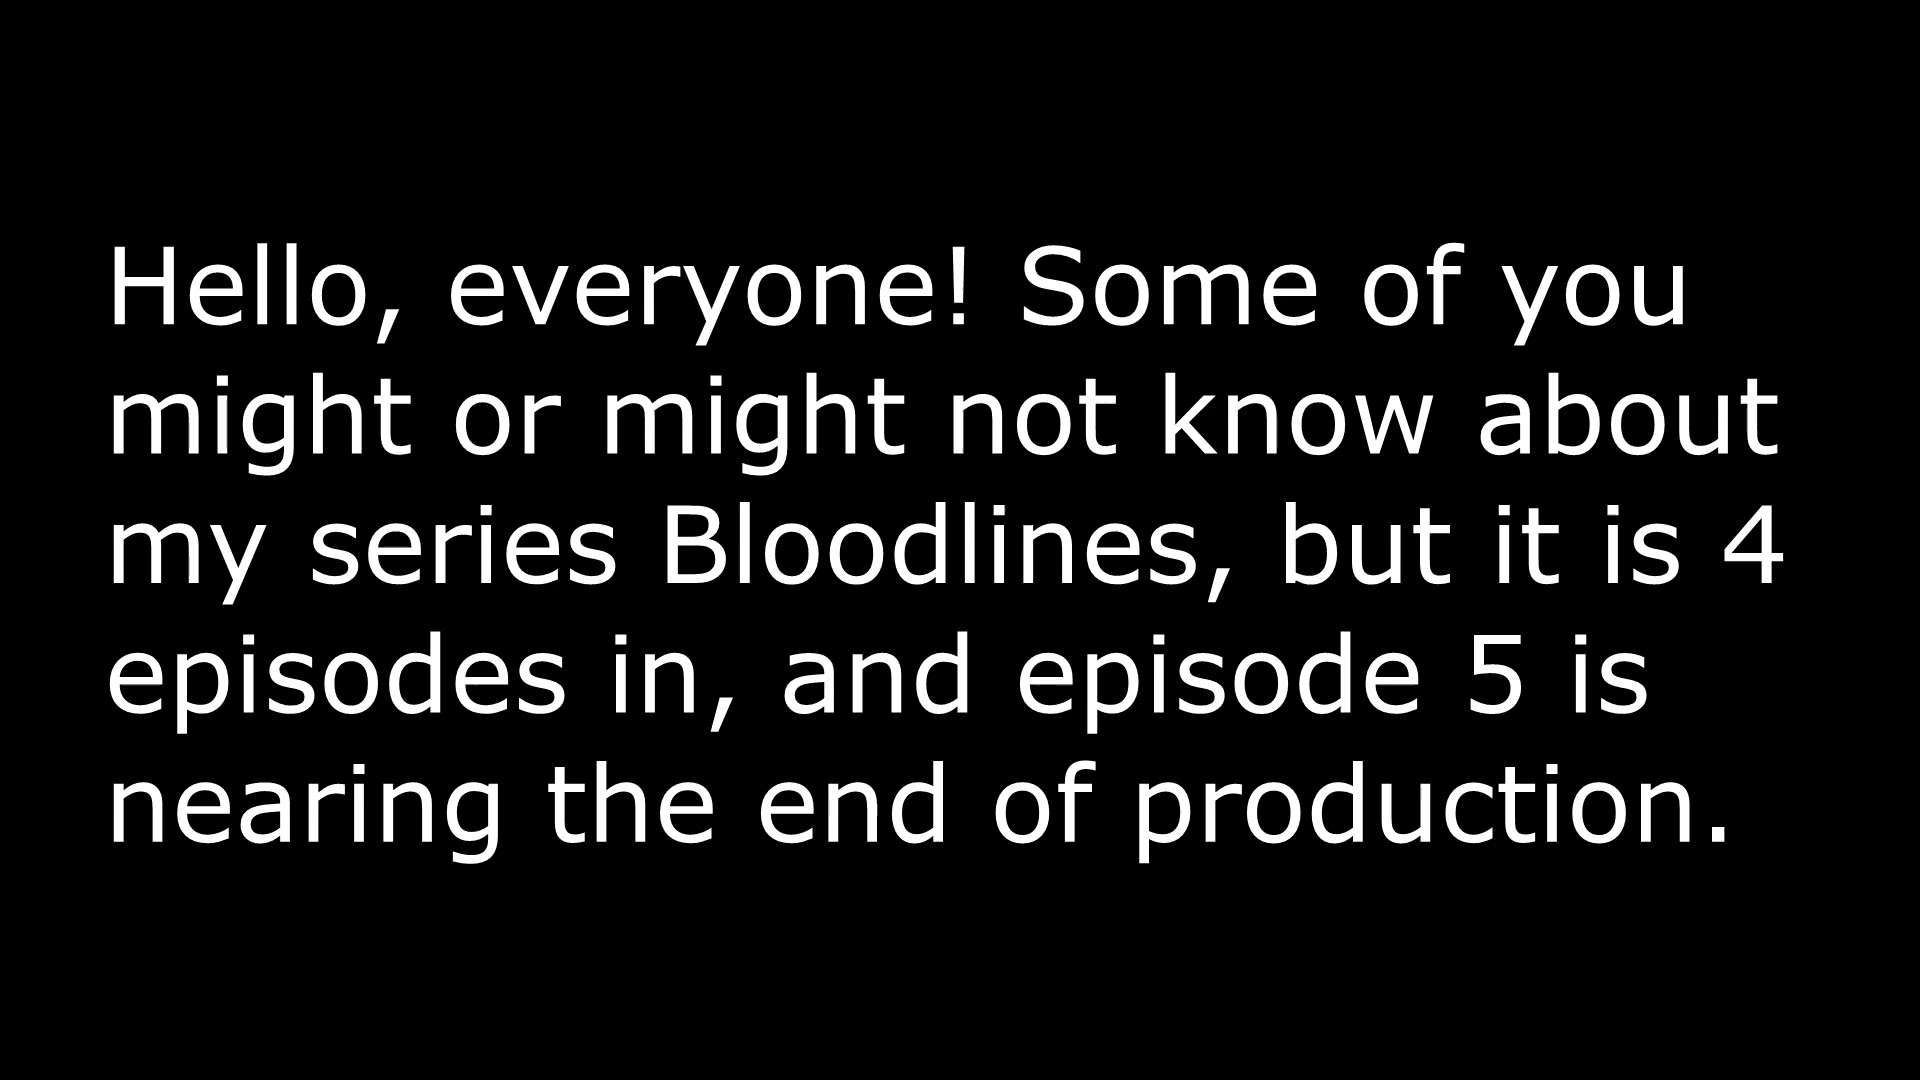 Hello, everyone! Some of you
might or might not know about
my series Bloodlines, but it is 4
episodes in, and episode 5 is
nearing the end of production.